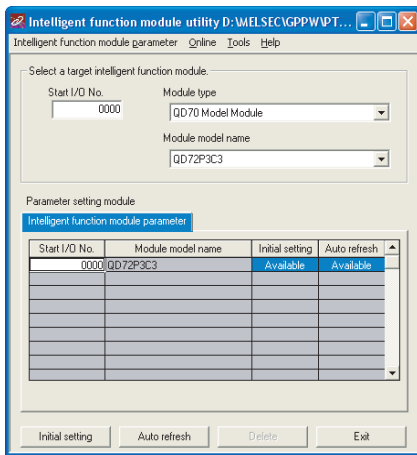 Intelligent function module utility D:\MELSEC\GPPW\PT...
Intelligent function module parameter Online Tools Help
Select a target intelligent function module.
Start I/O No. Module type
0000 QD70 Model Module
Module model name
QD72P3C3
Parameter setting module
Intelligent function module parameter
Start I/O No. Module model name Initial setting Auto refresh
0000 QD72P3C3 Available Available
Initial setting Auto refresh Delete Exit